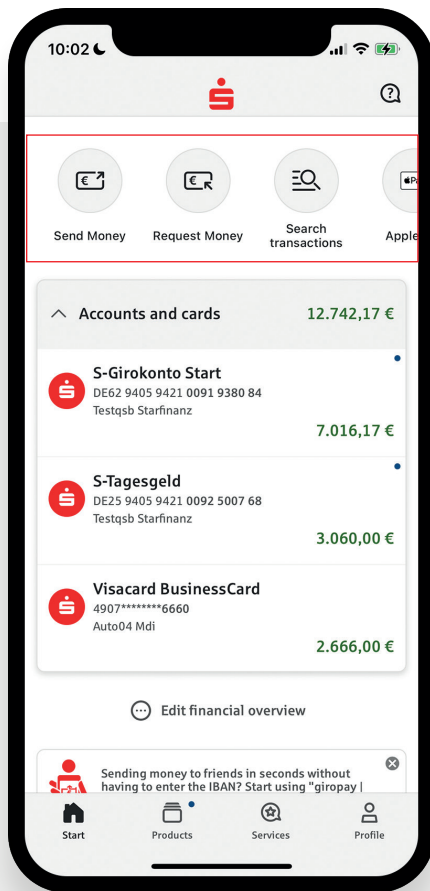 10:02
Send Money
Request Money
Search
transactions
Pa
Apple
Accounts and cards
12.742,17 €
S-Girokonto Start
DE62 9405 9421 0091 9380 84
Testqsb Starfinanz
7.016,17 €
S-Tagesgeld
DE25 9405 9421 0092 5007 68
Testqsb Starfinanz
3.060,00 €
Visacard BusinessCard
4907********6660
Auto04 Mdi
2.666,00 €
Edit financial overview
Sending money to friends in seconds without
having to enter the IBAN? Start using "giropay |
Start
Products
Services
Profile